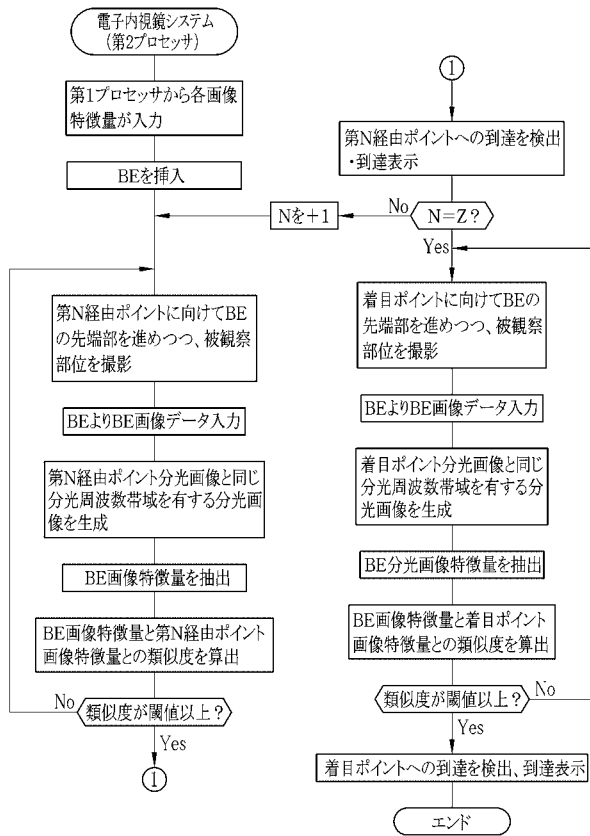 電子内視鏡システム
(第2プロセッサ)
第1プロセッサから各画像
特徴量が入力
BEを挿入
第N経由ポイントに向けてBE
の先端部を進めつつ、被観察
部位を撮影
BEよりBE画像データ入力
第N経由ポイント分光画像と同じ
分光周波数帯域を有する分光画
像を生成
BE画像特徴量を抽出
BE画像特徴量と第N経由ポイント
画像特徴量との類似度を算出
No
類似度が閾値以上?
Yes
1
1
第N経由ポイントへの到達を検出
・到達表示
Nを+1
No
N=Z?
Yes
着目ポイントに向けてBEの
先端部を進めつつ、被観察
部位を撮影
BEよりBE画像データ入力
着目ポイント分光画像と同じ
分光周波数帯域を有する分
光画像を生成
BE分光画像特徴量を抽出
BE画像特徴量と着目ポイント
画像特徴量との類似度を算出
類似度が閾値以上?
No
Yes
着目ポイントへの到達を検出、到達表示
エンド